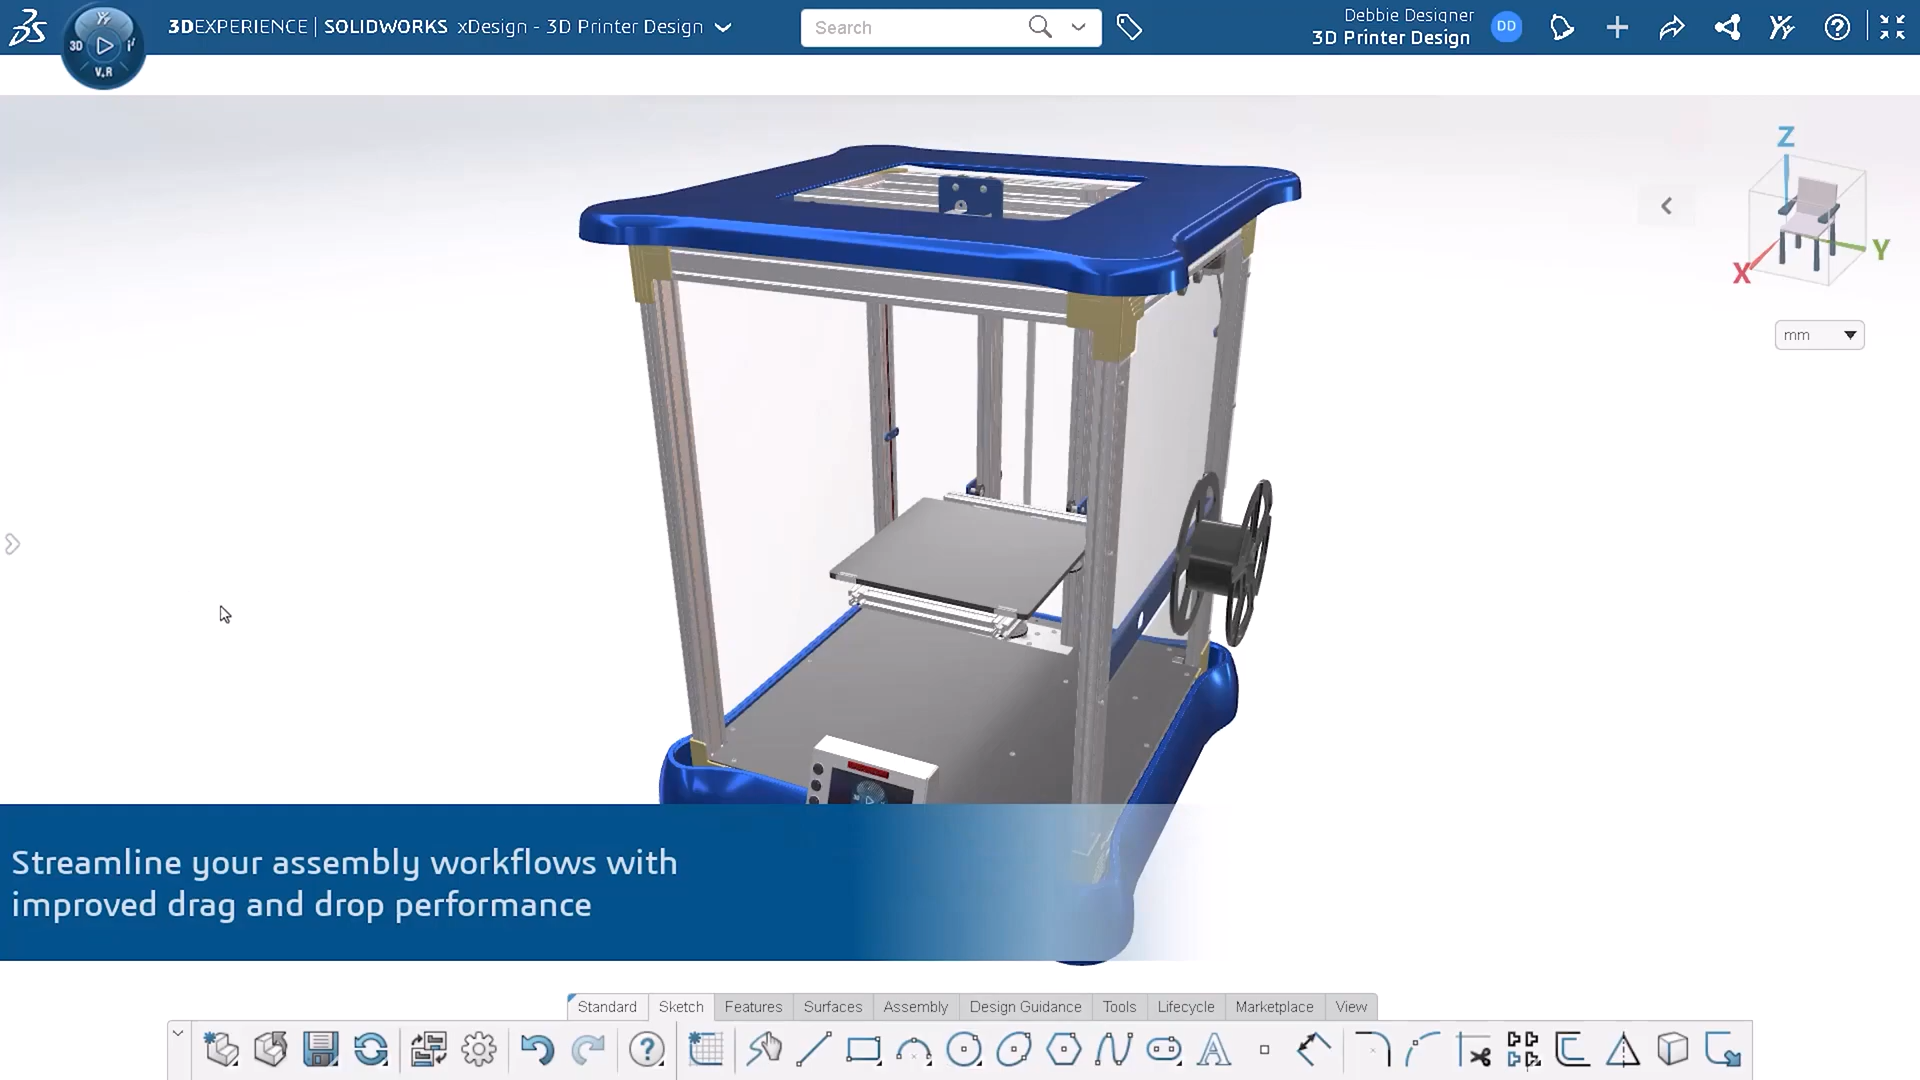 3DEXPERIENCE | SOLIDWORKS xDesign - 3D Printer Design
Search
Debbie Designer
3D Printer Design
DD
3D
V.R
Z
Y
X
mm
Streamline your assembly workflows with
improved drag and drop performance
Standard
Sketch
Features
Surfaces
Assembly
Design Guidance
Tools
Lifecycle
Marketplace
View